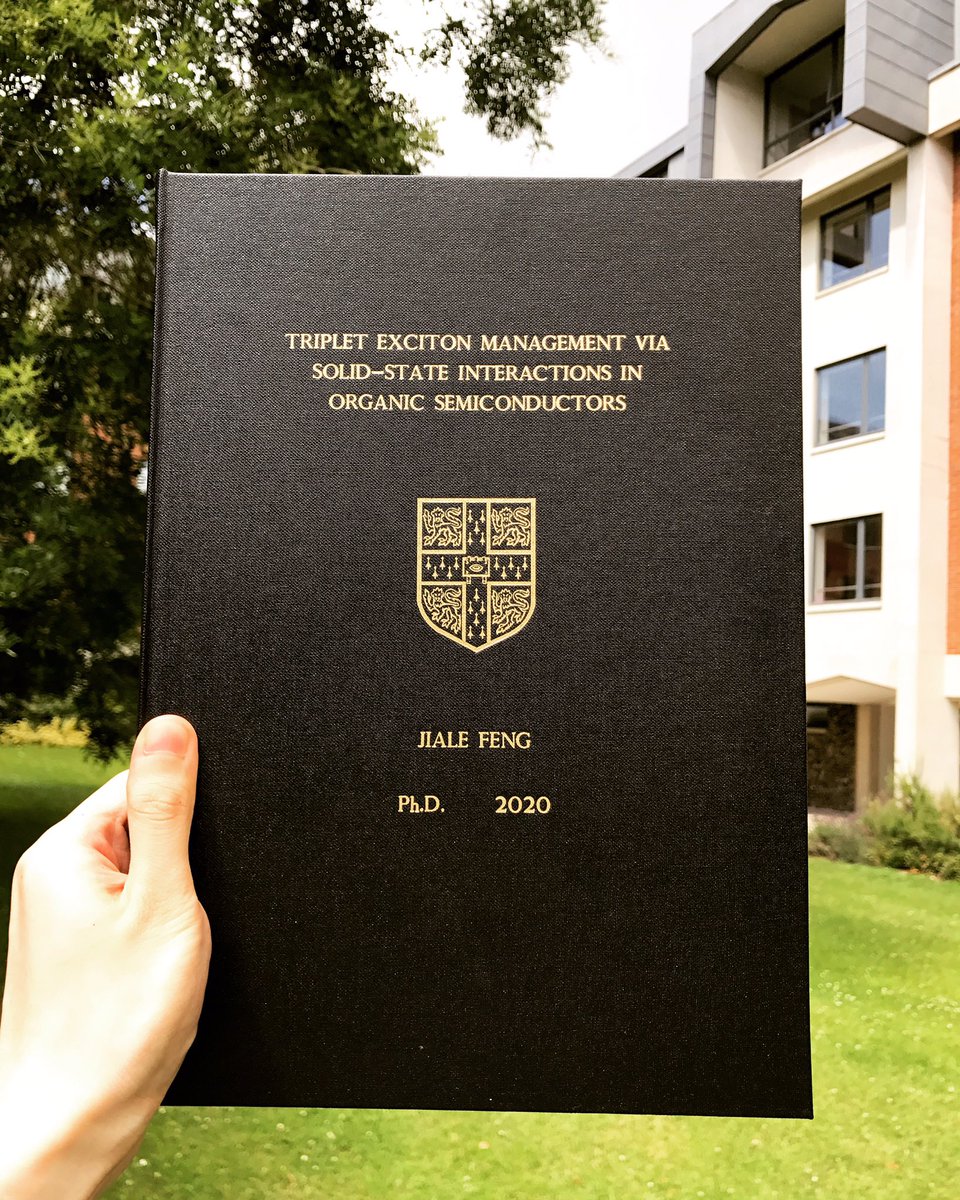 TRIPLET EXCITON MANAGEMENT VIA
SOLID–STATE INTERACTIONS IN
ORGANIC SEMICONDUCTORS
JIALE FENG
Ph.D. 2020